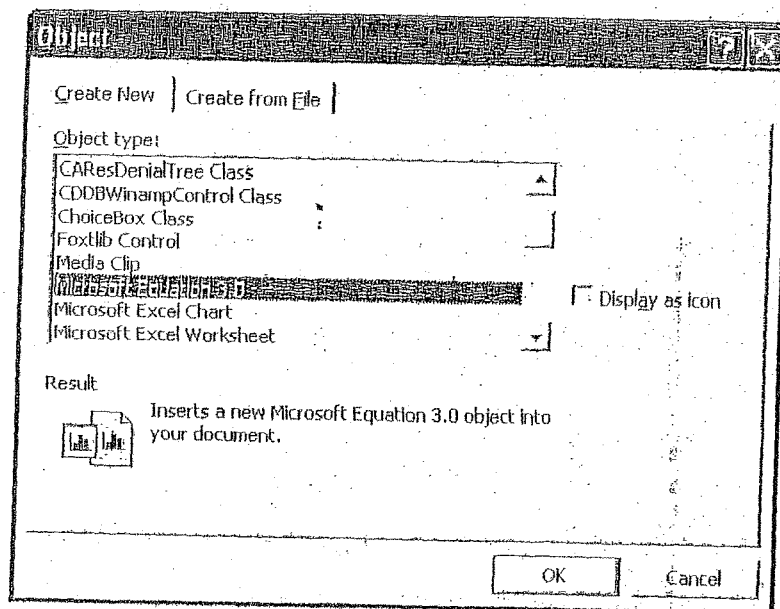 Object
Create New
Create from File
Object type:
CAResDenialTree Class
CDDBWinampControl Class
ChoiceBox Class
Foxtlib Control
Media Clip
Microsoft Equation 3.0
Microsoft Excel Chart
Microsoft Excel Worksheet
Display as icon
Result
Inserts a new Microsoft Equation 3.0 object into
your document.
OK
Cancel